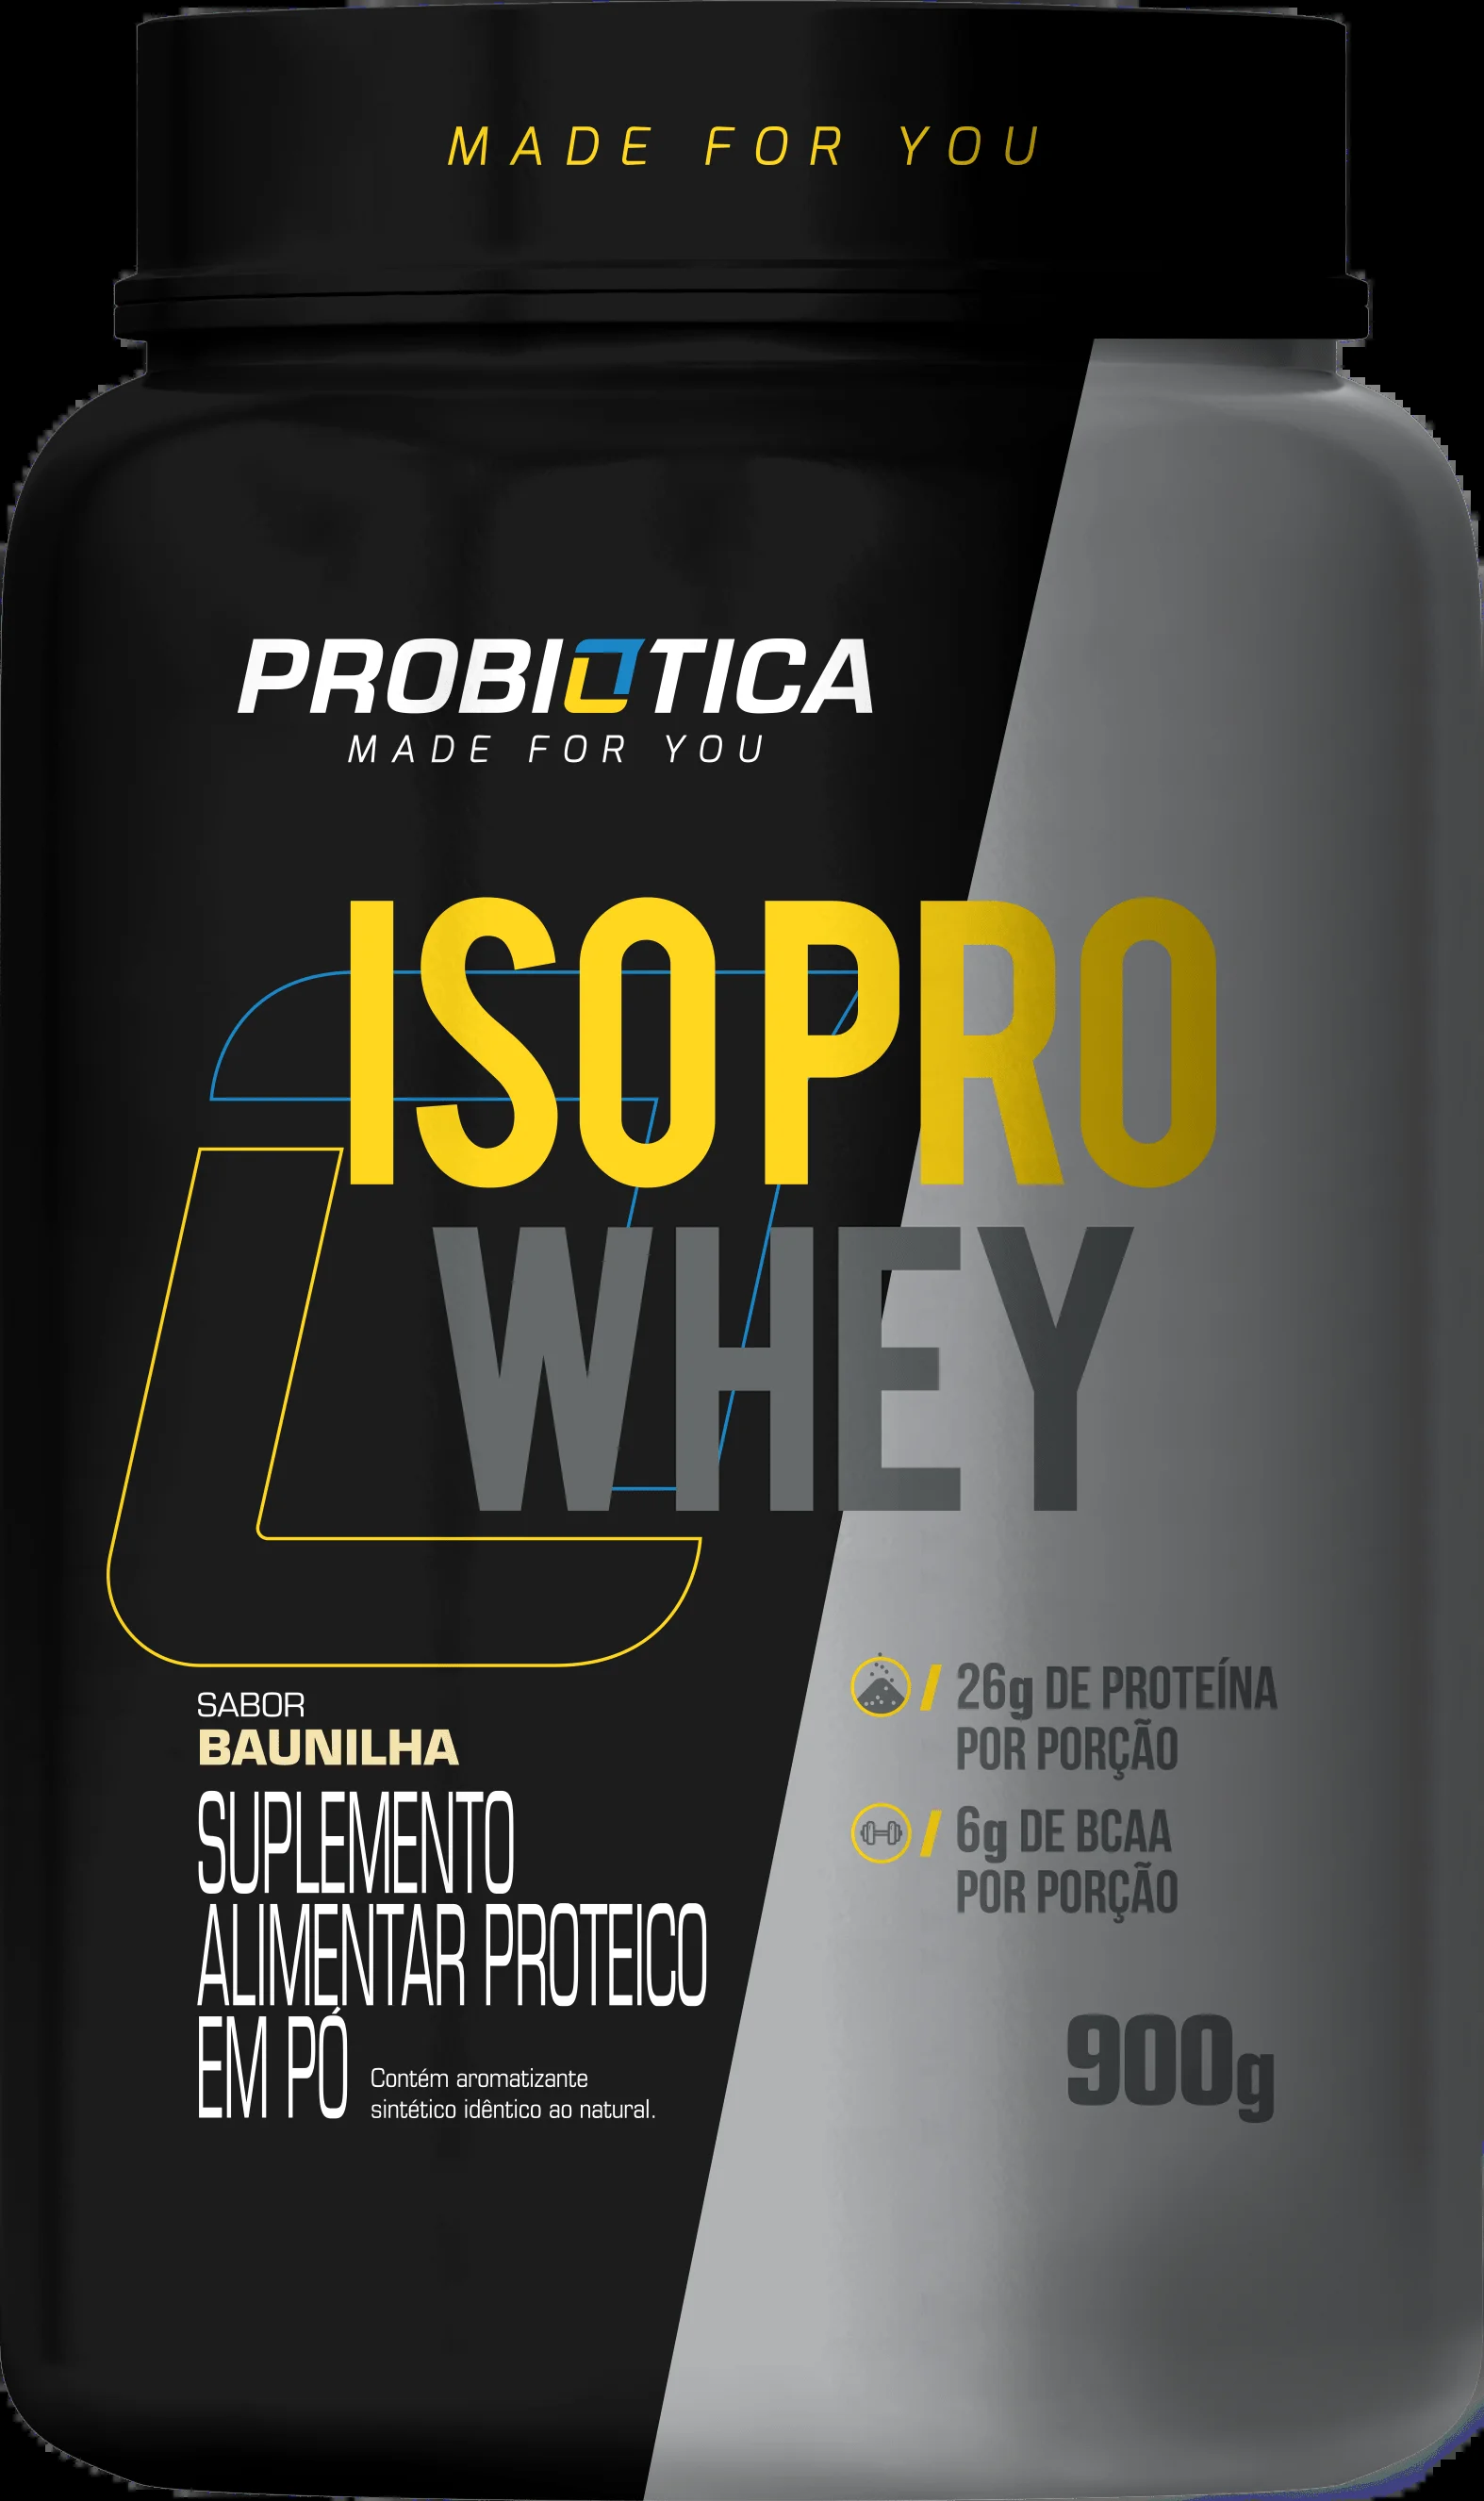 MADE FOR YOU
PROBIOTICA
MADE FOR YOU
ISOPRO
WHEY
SABOR
BAUNILHA
SUPLEMENTO
ALIMENTAR PROTEICO
EM PÓ
Contém aromatizante
sintético idêntico ao natural.
26g DE PROTEÍNA
POR PORÇÃO
6g DE BCAA
POR PORÇÃO
900g